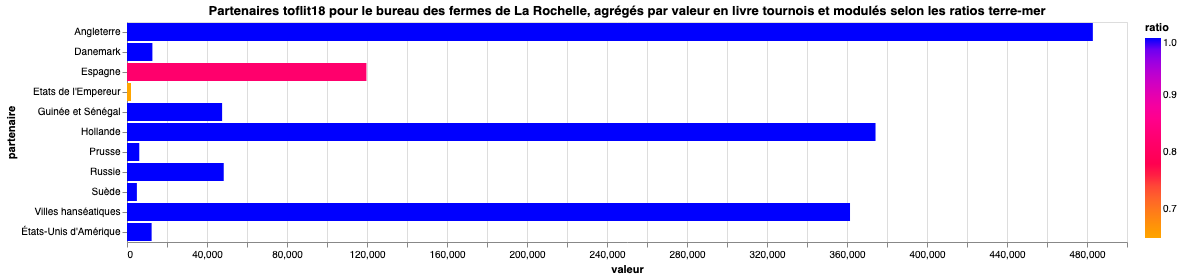 Partenaires toflit18 pour le bureau des fermes de La Rochelle, agrégés par valeur en livre tournois et modulés selon les ratios terre-mer
partenaire
Angleterre
Danemark
Espagne
Etats de l'Empereur
Guinée et Sénégal
Hollande
Prusse
Russie
Suède
Villes hanséatiques
États-Unis d'Amérique
0 40,000 80,000 120,000 160,000 200,000 240,000 280,000 320,000 360,000 400,000 440,000 480,000
valeur
ratio
1.0
0.9
0.8
0.7